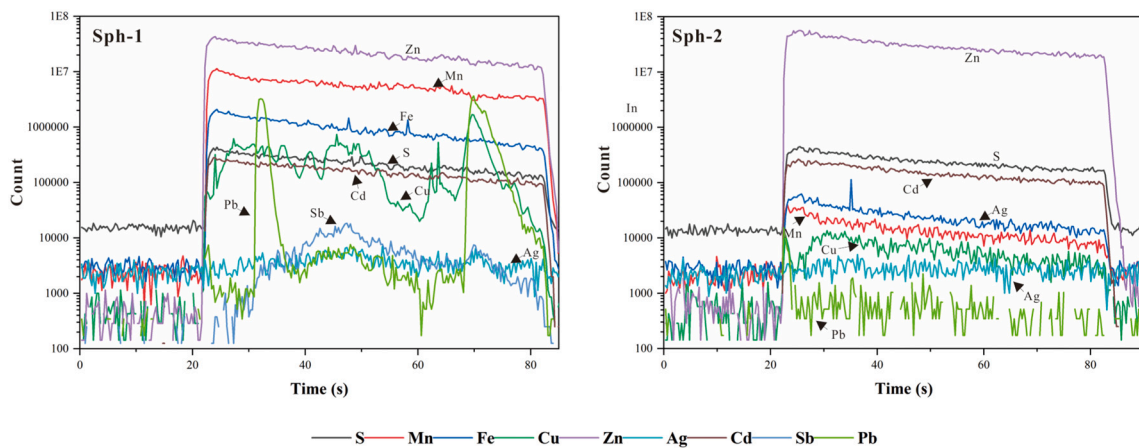 Sph-1
1E8
1E7
1000000
100000
10000
1000
100
Count
Zn
Mn
Fe
S
Cd
Cu
Pb
Sb
Ag
0 20 40 60 80
Time (s)
Sph-2
1E8
1E7
In
1000000
100000
10000
1000
100
Count
Zn
S
Cd
Ag
Mn
Cu
Ag
Pb
0 20 40 60 80
Time (s)
S Mn Fe Cu Zn Ag Cd Sb Pb